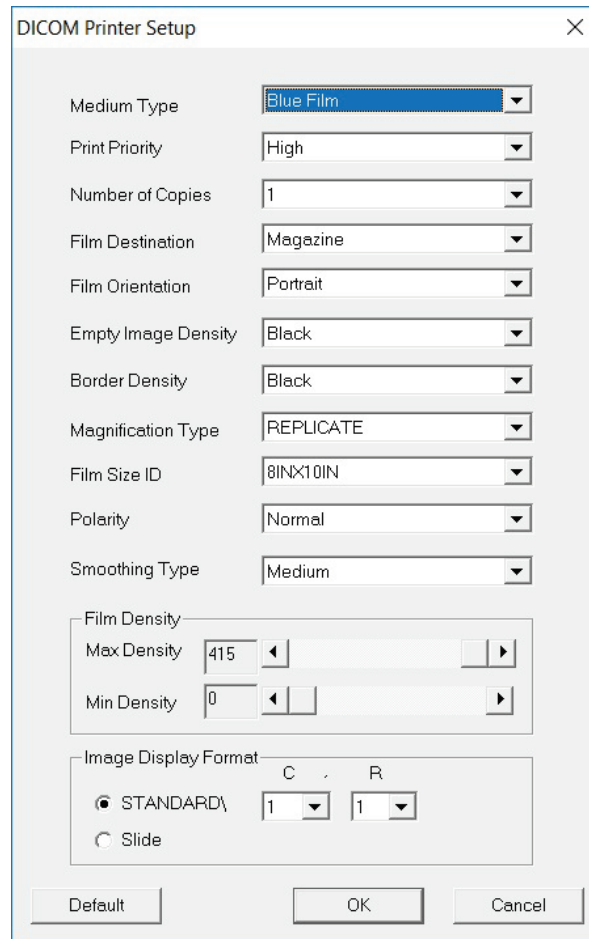 DICOM Printer Setup
Medium Type Blue Film
Print Priority High
Number of Copies 1
Film Destination Magazine
Film Orientation Portrait
Empty Image Density Black
Border Density Black
Magnification Type REPLICATE
Film Size ID 8INX10IN
Polarity Normal
Smoothing Type Medium
Film Density
Max Density 415
Min Density 0
Image Display Format
C , R
STANDARD\ 1 1
Slide
Default OK Cancel